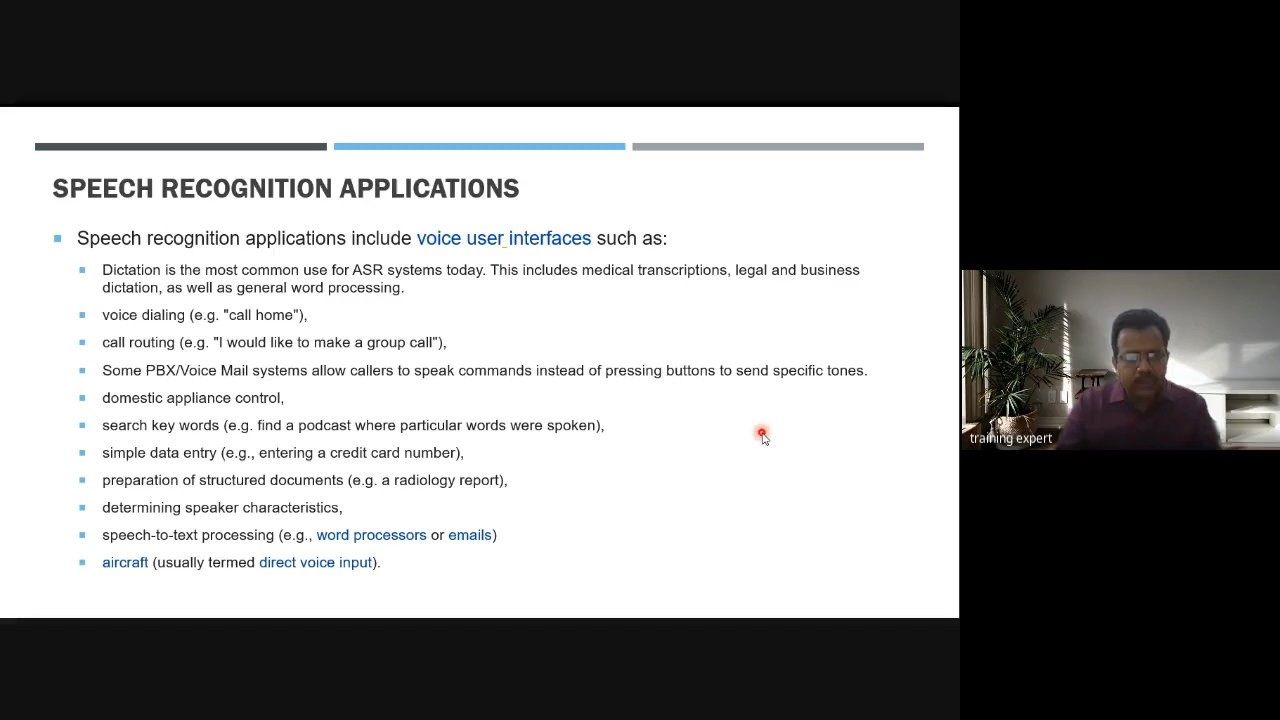 SPEECH RECOGNITION APPLICATIONS
Speech recognition applications include voice user interfaces such as:
Dictation is the most common use for ASR systems today. This includes medical transcriptions, legal and business
dictation, as well as general word processing.
voice dialing (e.g. "call home"),
call routing (e.g. "I would like to make a group call"),
Some PBX/Voice Mail systems allow callers to speak commands instead of pressing buttons to send specific tones.
domestic appliance control,
search key words (e.g. find a podcast where particular words were spoken),
simple data entry (e.g., entering a credit card number),
preparation of structured documents (e.g. a radiology report),
determining speaker characteristics,
speech-to-text processing (e.g., word processors or emails)
aircraft (usually termed direct voice input).
training expert